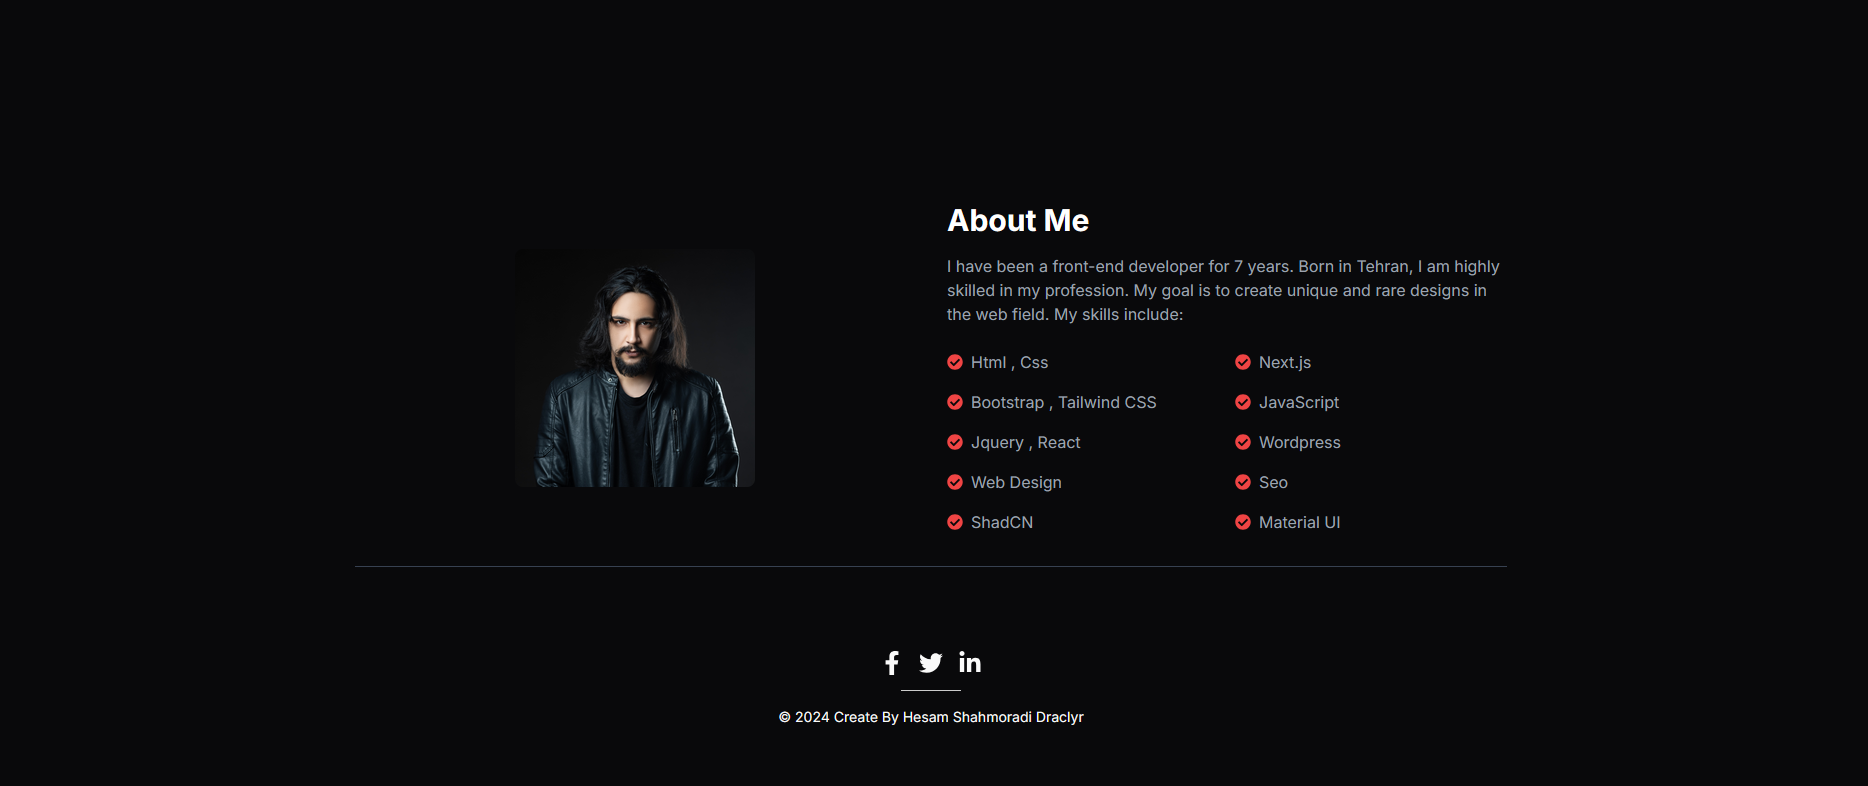 About Me
I have been a front-end developer for 7 years. Born in Tehran, I am highly
skilled in my profession. My goal is to create unique and rare designs in
the web field. My skills include:
Html , Css
Next.js
Bootstrap , Tailwind CSS
JavaScript
Jquery , React
Wordpress
Web Design
Seo
ShadCN
Material UI
© 2024 Create By Hesam Shahmoradi Draclyr